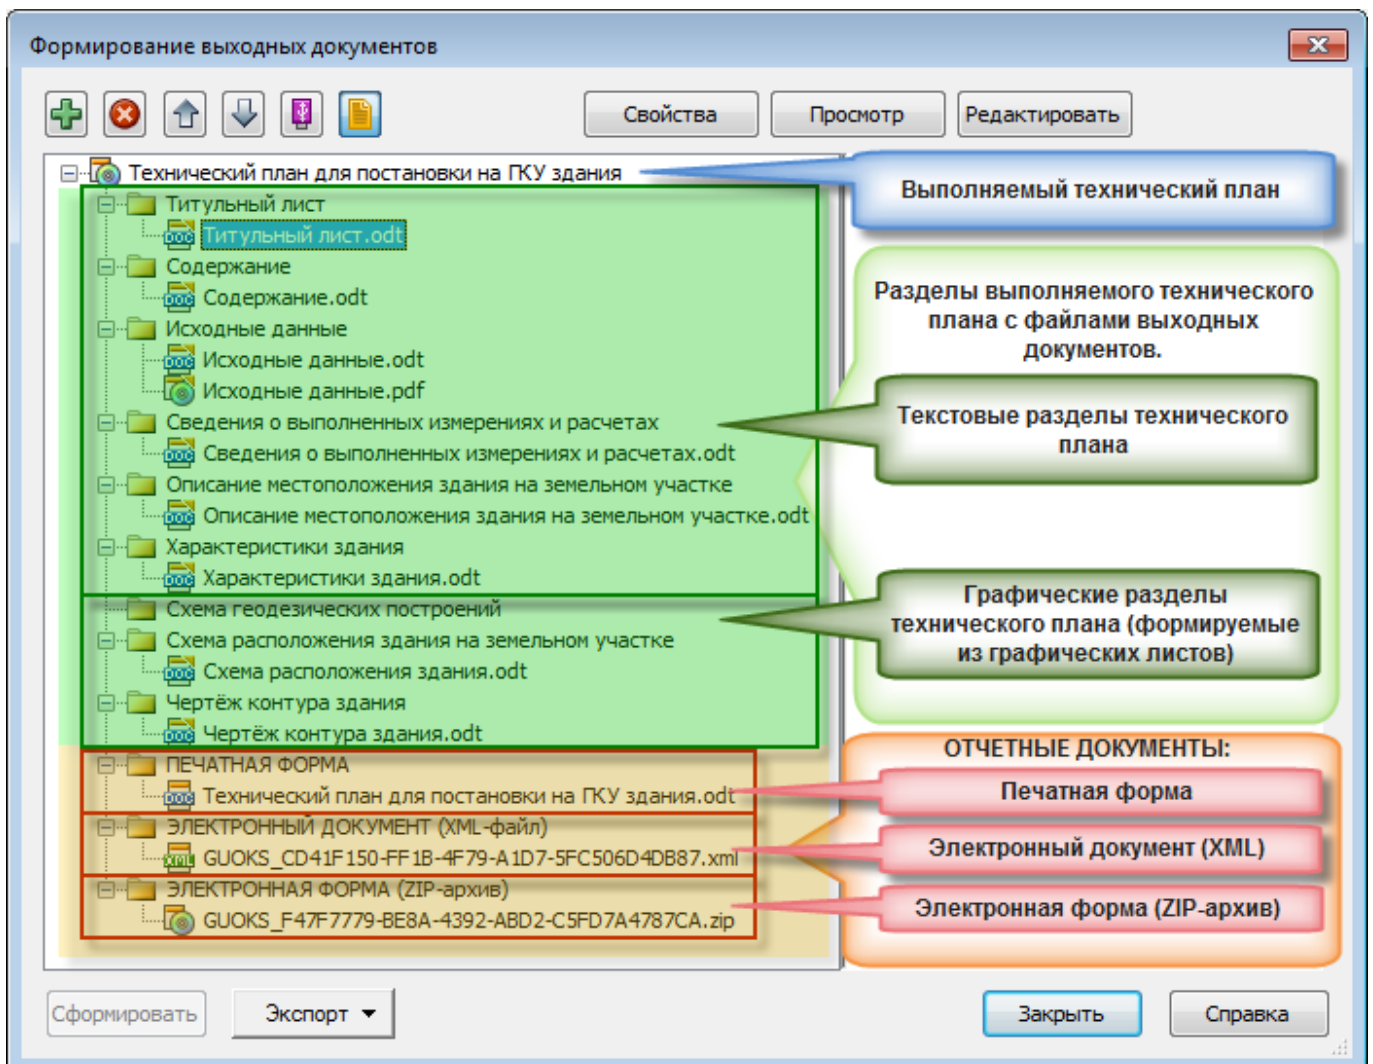 Формирование выходных документов
Свойства
Просмотр
Редактировать
Технический план для постановки на ГКУ здания
Титульный лист
Титульный лист.odt
Содержание
Содержание.odt
Исходные данные
Исходные данные.odt
Исходные данные.pdf
Сведения о выполненных измерениях и расчетах
Сведения о выполненных измерениях и расчетах.odt
Описание местоположения здания на земельном участке
Описание местоположения здания на земельном участке.odt
Характеристики здания
Характеристики здания.odt
Схема геодезических построений
Схема расположения здания на земельном участке
Схема расположения здания.odt
Чертёж контура здания
Чертёж контура здания.odt
ПЕЧАТНАЯ ФОРМА
Технический план для постановки на ГКУ здания.odt
ЭЛЕКТРОННЫЙ ДОКУМЕНТ (XML-файл)
GUOKS_CD41F150-FF1B-4F79-A1D7-5FC506D4DB87.xml
ЭЛЕКТРОННАЯ ФОРМА (ZIP-архив)
GUOKS_F47F7779-BE8A-4392-ABD2-C5FD7A4787CA.zip
Выполняемый технический план
Разделы выполняемого технического
плана с файлами выходных
документов.
Текстовые разделы технического
плана
Графические разделы
технического плана (формируемые
из графических листов)
ОТЧЕТНЫЕ ДОКУМЕНТЫ:
Печатная форма
Электронный документ (XML)
Электронная форма (ZIP-архив)
Сформировать
Экспорт
Закрыть
Справка